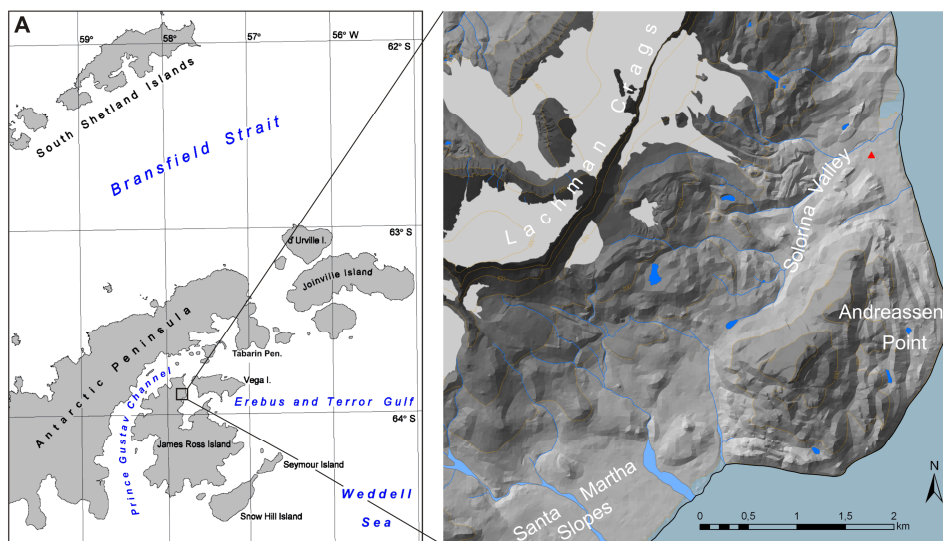 A
59°
58°
57°
56° W
62° S
South Shetland Islands
Bransfield Strait
63° S
d'Urville I.
Joinville Island
Antarctic Peninsula
Tabarin Pen.
Prince Gustav Channel
Vega I.
Erebus and Terror Gulf
64° S
James Ross Island
Seymour Island
Weddell
Sea
Snow Hill Island
Lachman Crags
Solorina Valley
Andreassen
Point
Santa Martha
Slopes
N
0 0,5 1 1,5 2
km